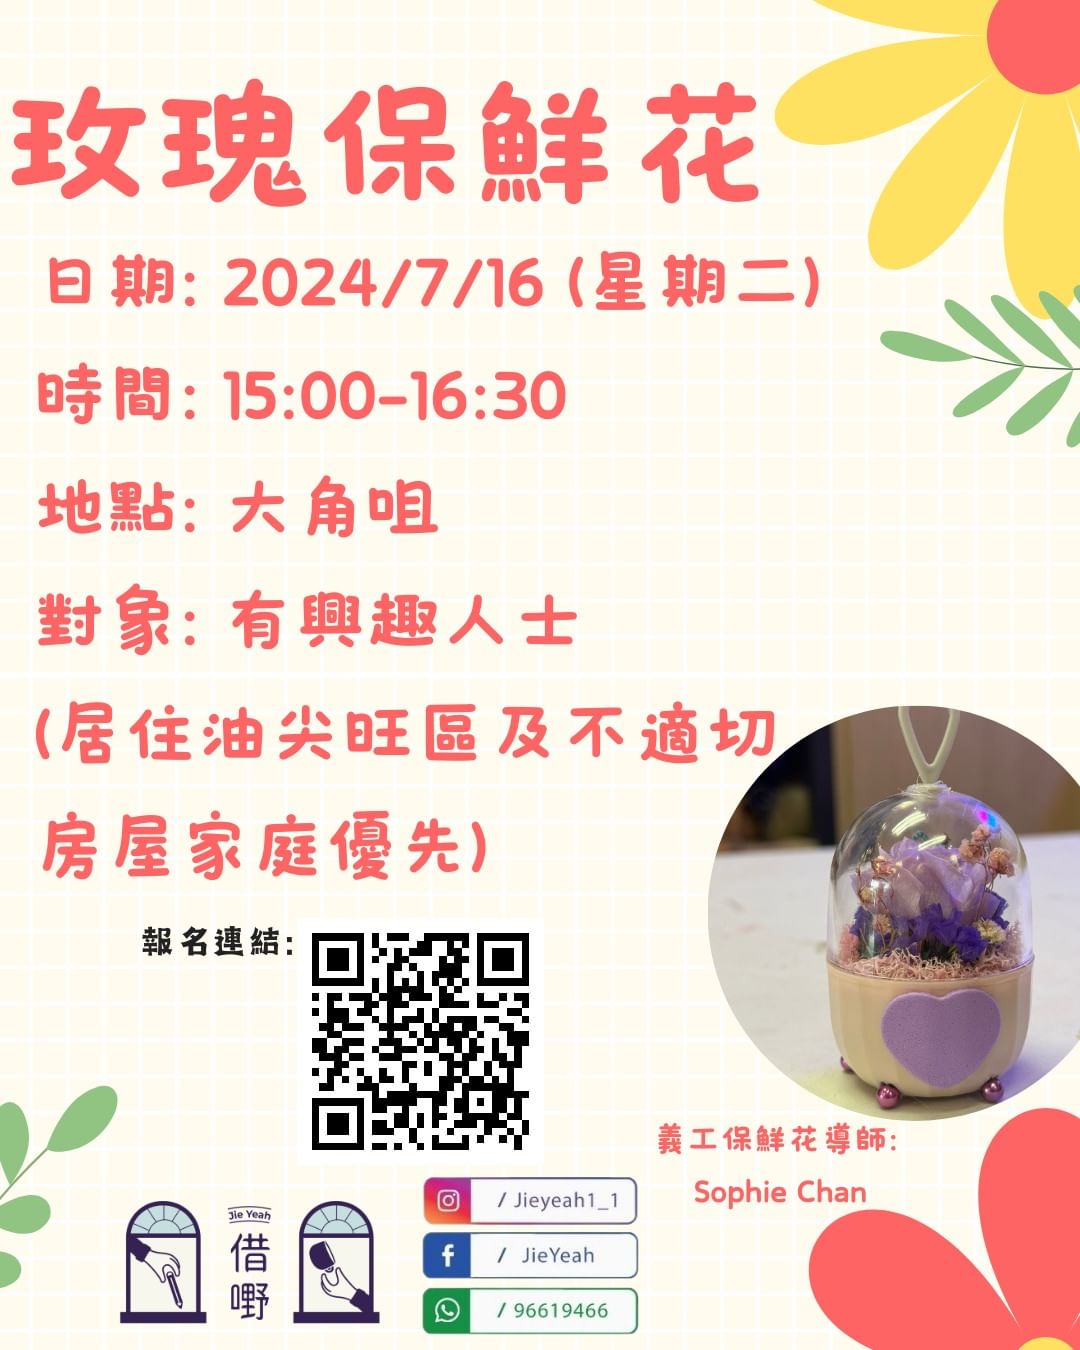 玫瑰保鮮花
日期: 2024/7/16 (星期二)
時間: 15:00-16:30
地點: 大角咀
對象: 有興趣人士
(居住油尖旺區及不適切
房屋家庭優先)
報名連結:
義工保鮮花導師:
Sophie Chan
Jie Yeah
借嘢
/ Jieyeah1_1
/ JieYeah
/ 96619466